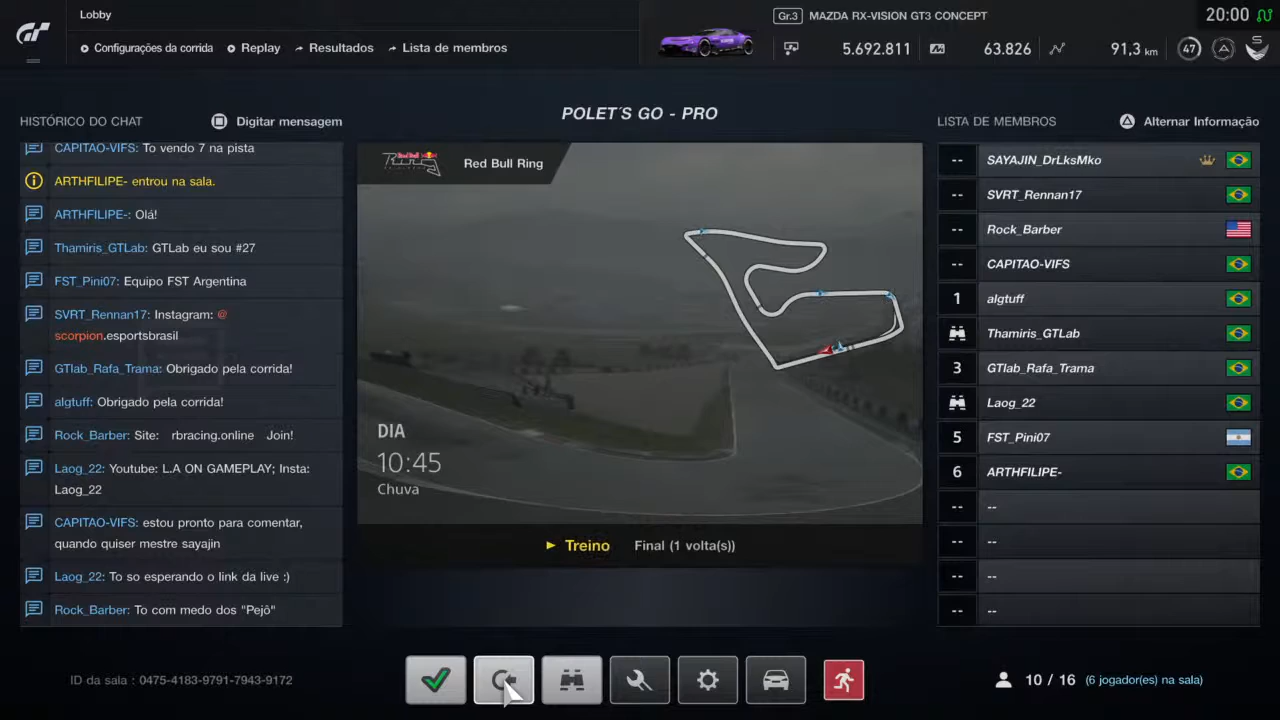 Lobby
Configurações da corrida
Replay
Resultados
Lista de membros
Gr.3 MAZDA RX-VISION GT3 CONCEPT
20:00
5.692.811
63.826
91,3 km
47
S
HISTÓRICO DO CHAT
Digitar mensagem
CAPITAO-VIFS: To vendo 7 na pista
ARTHFILIPE- entrou na sala.
ARTHFILIPE-: Olá!
Thamiris_GTLab: GTLab eu sou #27
FST_Pini07: Equipo FST Argentina
SVRT_Rennan17: Instagram: @
scorpion.esportsbrasil
GTlab_Rafa_Trama: Obrigado pela corrida!
algtuff: Obrigado pela corrida!
Rock_Barber: Site: rbracing.online Join!
Laog_22: Youtube: L.A ON GAMEPLAY; Insta:
Laog_22
CAPITAO-VIFS: estou pronto para comentar,
quando quiser mestre sayajin
Laog_22: To so esperando o link da live :)
Rock_Barber: To com medo dos "Pejô"
POLET´S GO - PRO
Red Bull Ring
DIA
10:45
Chuva
Treino Final (1 volta(s))
LISTA DE MEMBROS
Alternar Informação
-- SAYAJIN_DrLksMko
-- SVRT_Rennan17
-- Rock_Barber
-- CAPITAO-VIFS
1 algtuff
Thamiris_GTLab
3 GTlab_Rafa_Trama
Laog_22
5 FST_Pini07
6 ARTHFILIPE-
-- --
-- --
-- --
-- --
ID da sala : 0475-4183-9791-7943-9172
10 / 16 (6 jogador(es) na sala)